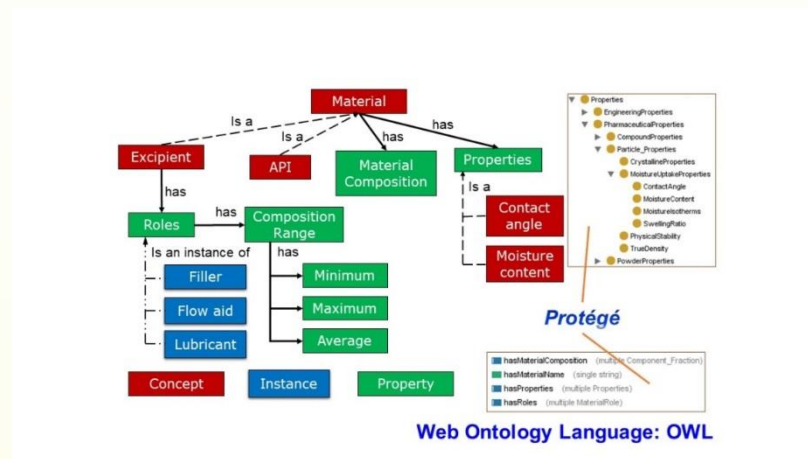 Material
Is a
Is a
has
has
Excipient
API
Material
Composition
Properties
has
Is a
Roles
has
Composition
Range
Contact
angle
Is an instance of
has
Moisture
content
Filler
Minimum
Flow aid
Maximum
Lubricant
Average
Concept
Instance
Property
Properties
EngineeringProperties
PharmaceuticalProperties
CompoundProperties
Particle_Properties
CrystallineProperties
MoistureUptakeProperties
ContactAngle
MoistureContent
MoistureIsotherms
SwellingRatio
PhysicalStability
TrueDensity
PowderProperties
Protégé
hasMaterialComposition (multiple Component_Fraction)
hasMaterialName (single string)
hasProperties (multiple Properties)
hasRoles (multiple MaterialRole)
Web Ontology Language: OWL